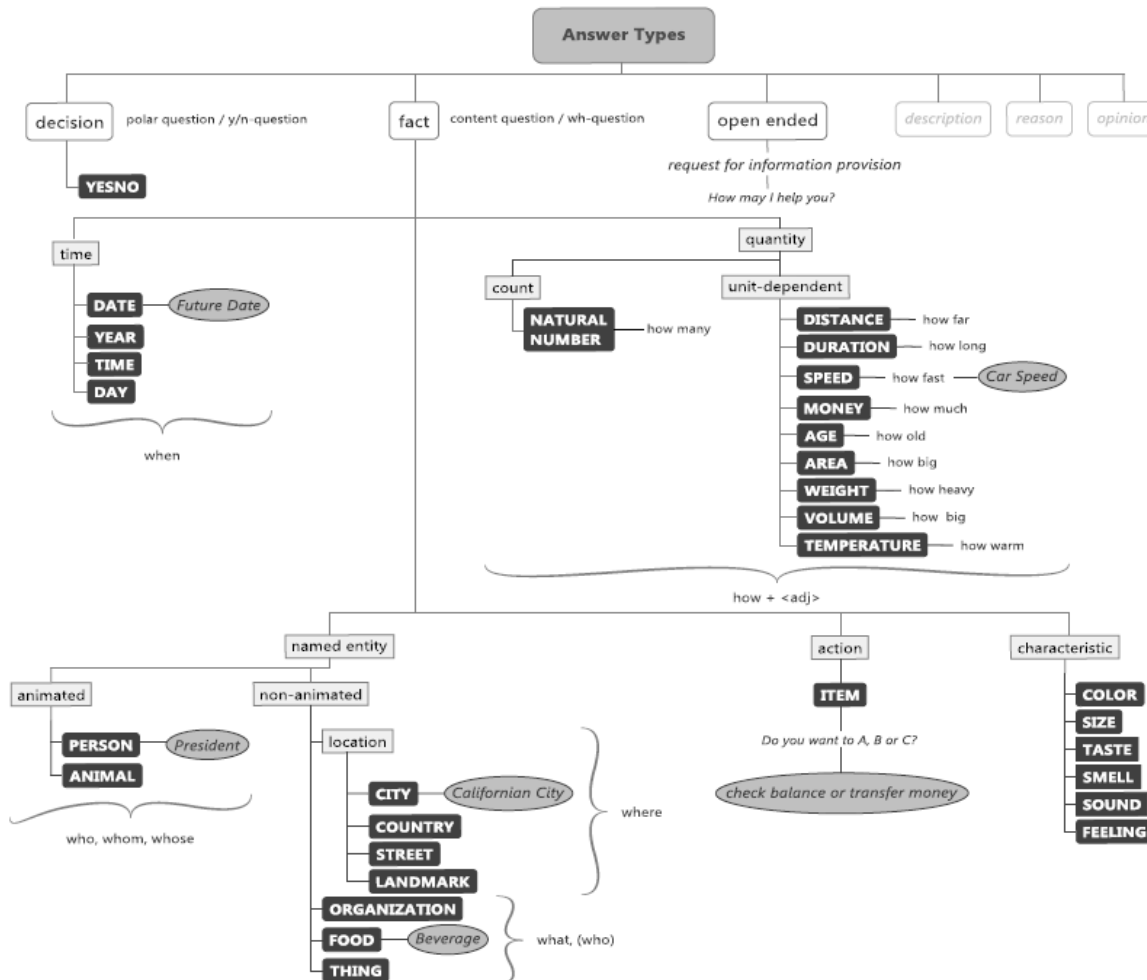 Answer Types
decision
polar question / y/n-question
fact
content question / wh-question
open ended
description
reason
opinion
YESNO
request for information provision
How may I help you?
time
DATE
Future Date
YEAR
TIME
DAY
when
quantity
count
NATURAL
NUMBER
how many
unit-dependent
DISTANCE
how far
DURATION
how long
SPEED
how fast
Car Speed
MONEY
how much
AGE
how old
AREA
how big
WEIGHT
how heavy
VOLUME
how big
TEMPERATURE
how warm
how + <adj>
named entity
animated
PERSON
President
ANIMAL
who, whom, whose
non-animated
location
CITY
Californian City
COUNTRY
STREET
LANDMARK
where
ORGANIZATION
FOOD
Beverage
THING
what, (who)
action
ITEM
Do you want to A, B or C?
check balance or transfer money
characteristic
COLOR
SIZE
TASTE
SMELL
SOUND
FEELING